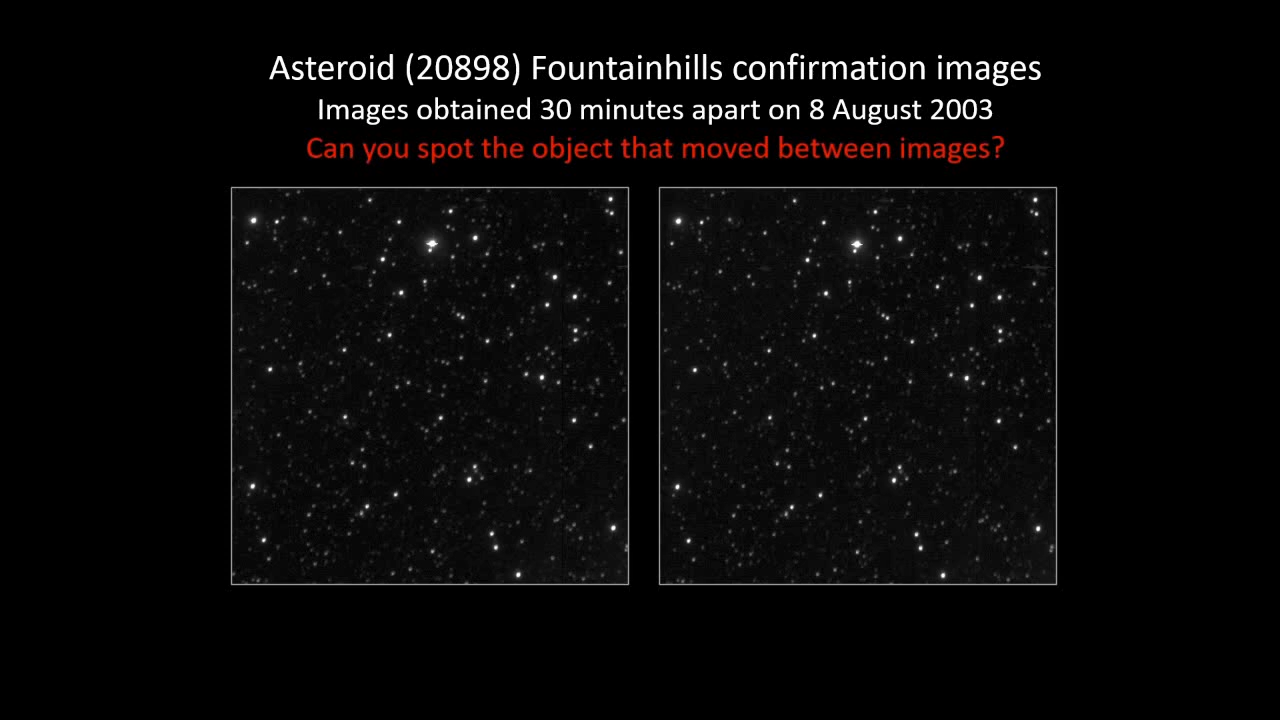 Asteroid (20898) Fountainhills confirmation images
Images obtained 30 minutes apart on 8 August 2003
Can you spot the object that moved between images?